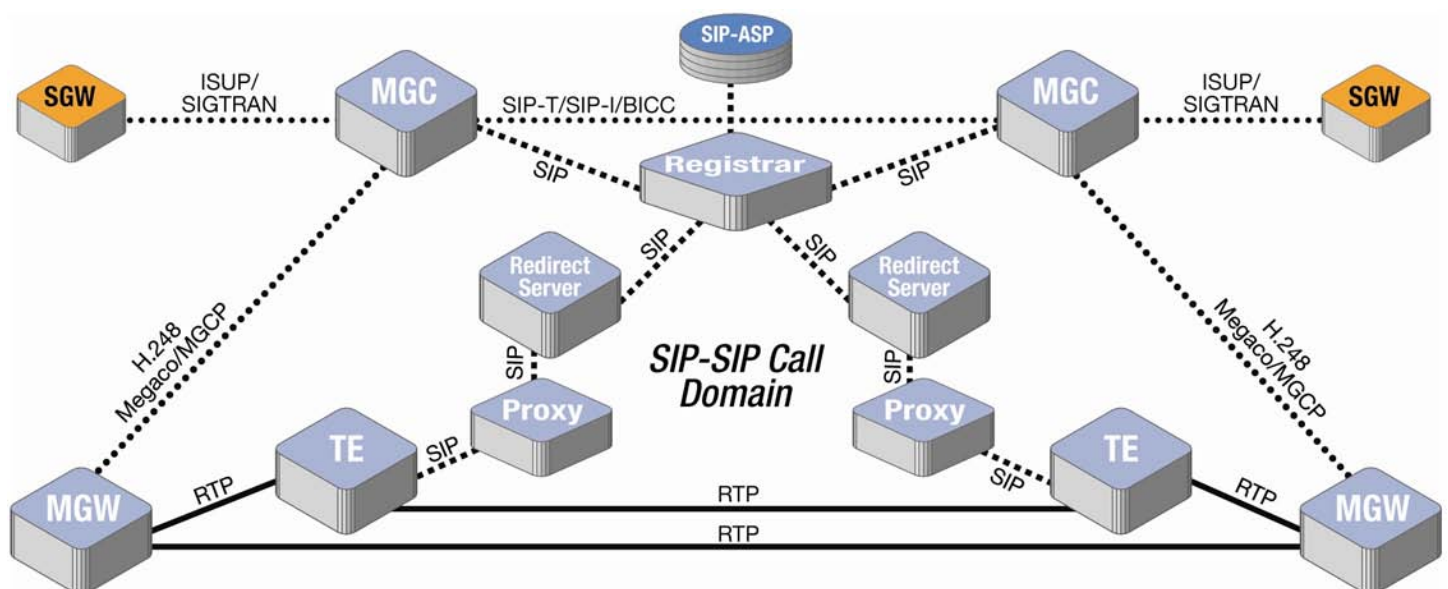 SIP-ASP
SGW
ISUP/
SIGTRAN
MGC
SIP-T/SIP-I/BICC
MGC
ISUP/
SIGTRAN
SGW
Registrar
SIP
SIP
SIP
SIP
Redirect
Server
Redirect
Server
H.248
Megaco/MGCP
H.248
Megaco/MGCP
SIP
SIP
SIP-SIP Call
Domain
Proxy
Proxy
TE
TE
SIP
SIP
MGW
MGW
RTP
RTP
RTP
RTP